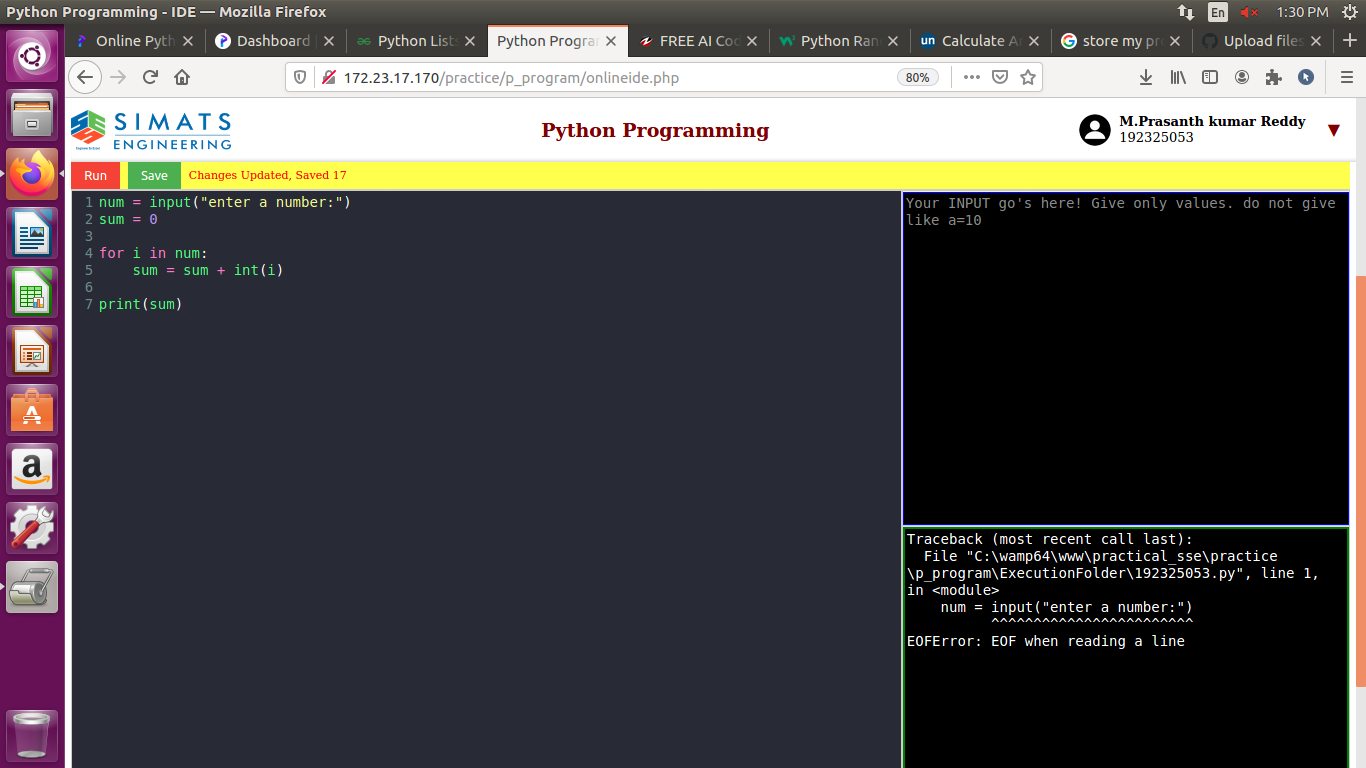 Python Programming - IDE — Mozilla Firefox
En
1:30 PM
Online Pyth
Dashboard
Python Lists
Python Progra
FREE AI Co
Python Ran
un Calculate A
store my pr
Upload files
172.23.17.170/practice/p_program/onlineide.php
80%
SIMATS
ENGINEERING
Python Programming
M.Prasanth kumar Reddy
192325053
Run
Save
Changes Updated, Saved 17
1 num = input("enter a number:")
2 sum = 0
3
4 for i in num:
5     sum = sum + int(i)
6
7 print(sum)
Your INPUT go's here! Give only values. do not give
like a=10
Traceback (most recent call last):
  File "C:\wamp64\www\practical_sse\practice
\p_program\ExecutionFolder\192325053.py", line 1,
in <module>
    num = input("enter a number:")
          ^^^^^^^^^^^^^^^^^^^^^^^^
EOFError: EOF when reading a line